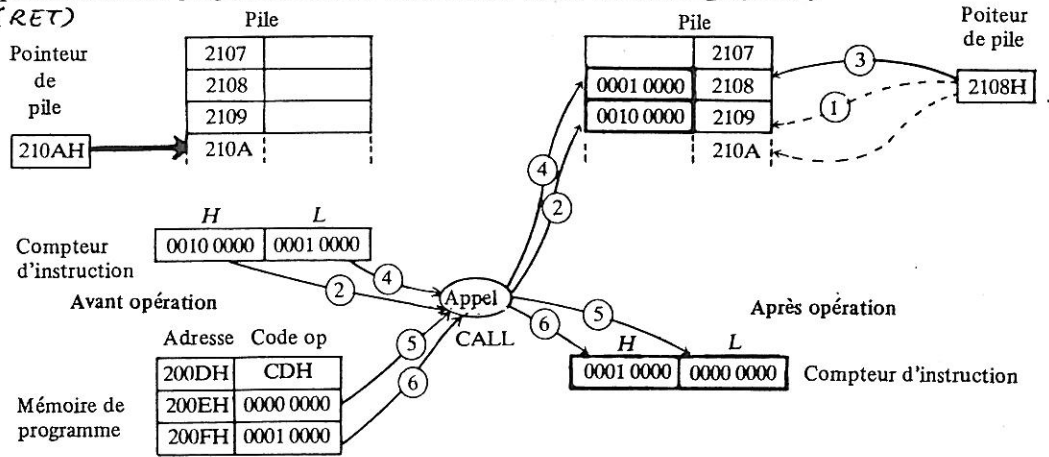 (RET)
Pile
Pile
Poiteur
de pile
Pointeur
de
pile
2107
2108
2109
210A
210AH
2107
0001 0000 2108
0010 0000 2109
210A
3
1
2108H
4
2
H L
Compteur
d'instruction
0010 0000 0001 0000
2
4
Avant opération
Appel
CALL
5
6
5
6
Après opération
H L
0001 0000 0000 0000
Compteur d'instruction
Adresse Code op
200DH CDH
200EH 0000 0000
200FH 0001 0000
Mémoire de
programme